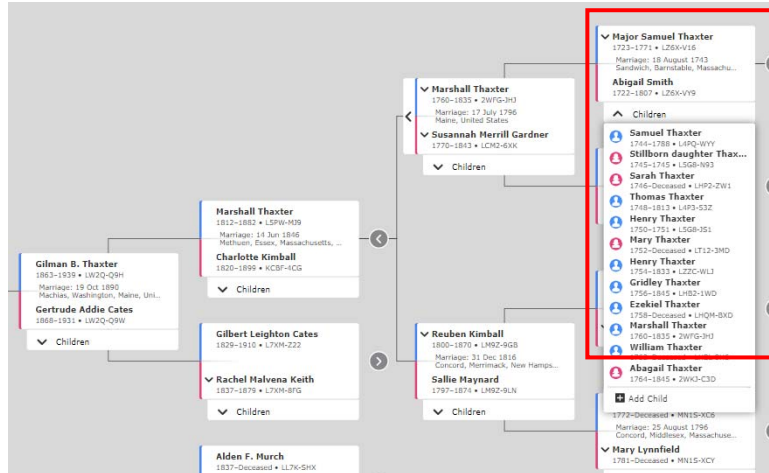 Major Samuel Thaxter
1723–1771 • LZ6X-V16
Marriage: 18 August 1743
Sandwich, Barnstable, Massachu...
Abigail Smith
1722–1807 • LZ6X-VY9
Children
Samuel Thaxter
1744–1788 • L4PQ-WYY
Stillborn daughter Thax...
1745–1745 • L5G8-N93
Sarah Thaxter
1746–Deceased • LHP2-ZW1
Thomas Thaxter
1748–1813 • L4P3-S3Z
Henry Thaxter
1750–1751 • L5G8-JS1
Mary Thaxter
1752–Deceased • LT12-3MD
Henry Thaxter
1754–1833 • LZZC-WLJ
Gridley Thaxter
1756–1845 • LHB2-1WD
Ezekiel Thaxter
1758–Deceased • LHQM-BXD
Marshall Thaxter
1760–1835 • 2WFG-JHJ
William Thaxter
Abagail Thaxter
1764–1845 • 2WKJ-C3D
Add Child
1772–Deceased • MN1S-XC6
Marriage: 25 August 1796
Concord, Middlesex, Massachuse...
Mary Lynnfield
1781–Deceased • MN1S-XCY
Marshall Thaxter
1760–1835 • 2WFG-JHJ
Marriage: 17 July 1796
Maine, United States
Susannah Merrill Gardner
1770–1843 • LCM2-6XK
Children
Marshall Thaxter
1812–1882 • L5PW-MJ9
Marriage: 14 Jun 1846
Methuen, Essex, Massachusetts, ...
Charlotte Kimball
1820–1899 • KC8F-4CG
Children
Gilman B. Thaxter
1863–1939 • LW2Q-Q9H
Marriage: 19 Oct 1890
Machias, Washington, Maine, Uni...
Gertrude Addie Cates
1868–1931 • LW2Q-Q9W
Children
Gilbert Leighton Cates
1829–1910 • L7XM-Z22
Rachel Malvena Keith
1837–1879 • L7XM-8FG
Children
Reuben Kimball
1800–1870 • LM9Z-9GB
Marriage: 31 Dec 1816
Concord, Merrimack, New Hamps...
Sallie Maynard
1797–1874 • LM9Z-9LN
Children
Alden F. Murch
1837–Deceased • LL7K-SHX